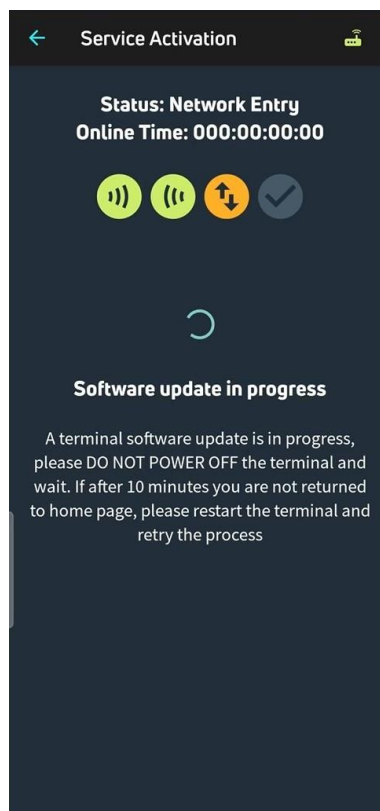 Service Activation
Status: Network Entry
Online Time: 000:00:00:00
Software update in progress
A terminal software update is in progress,
please DO NOT POWER OFF the terminal and
wait. If after 10 minutes you are not returned
to home page, please restart the terminal and
retry the process